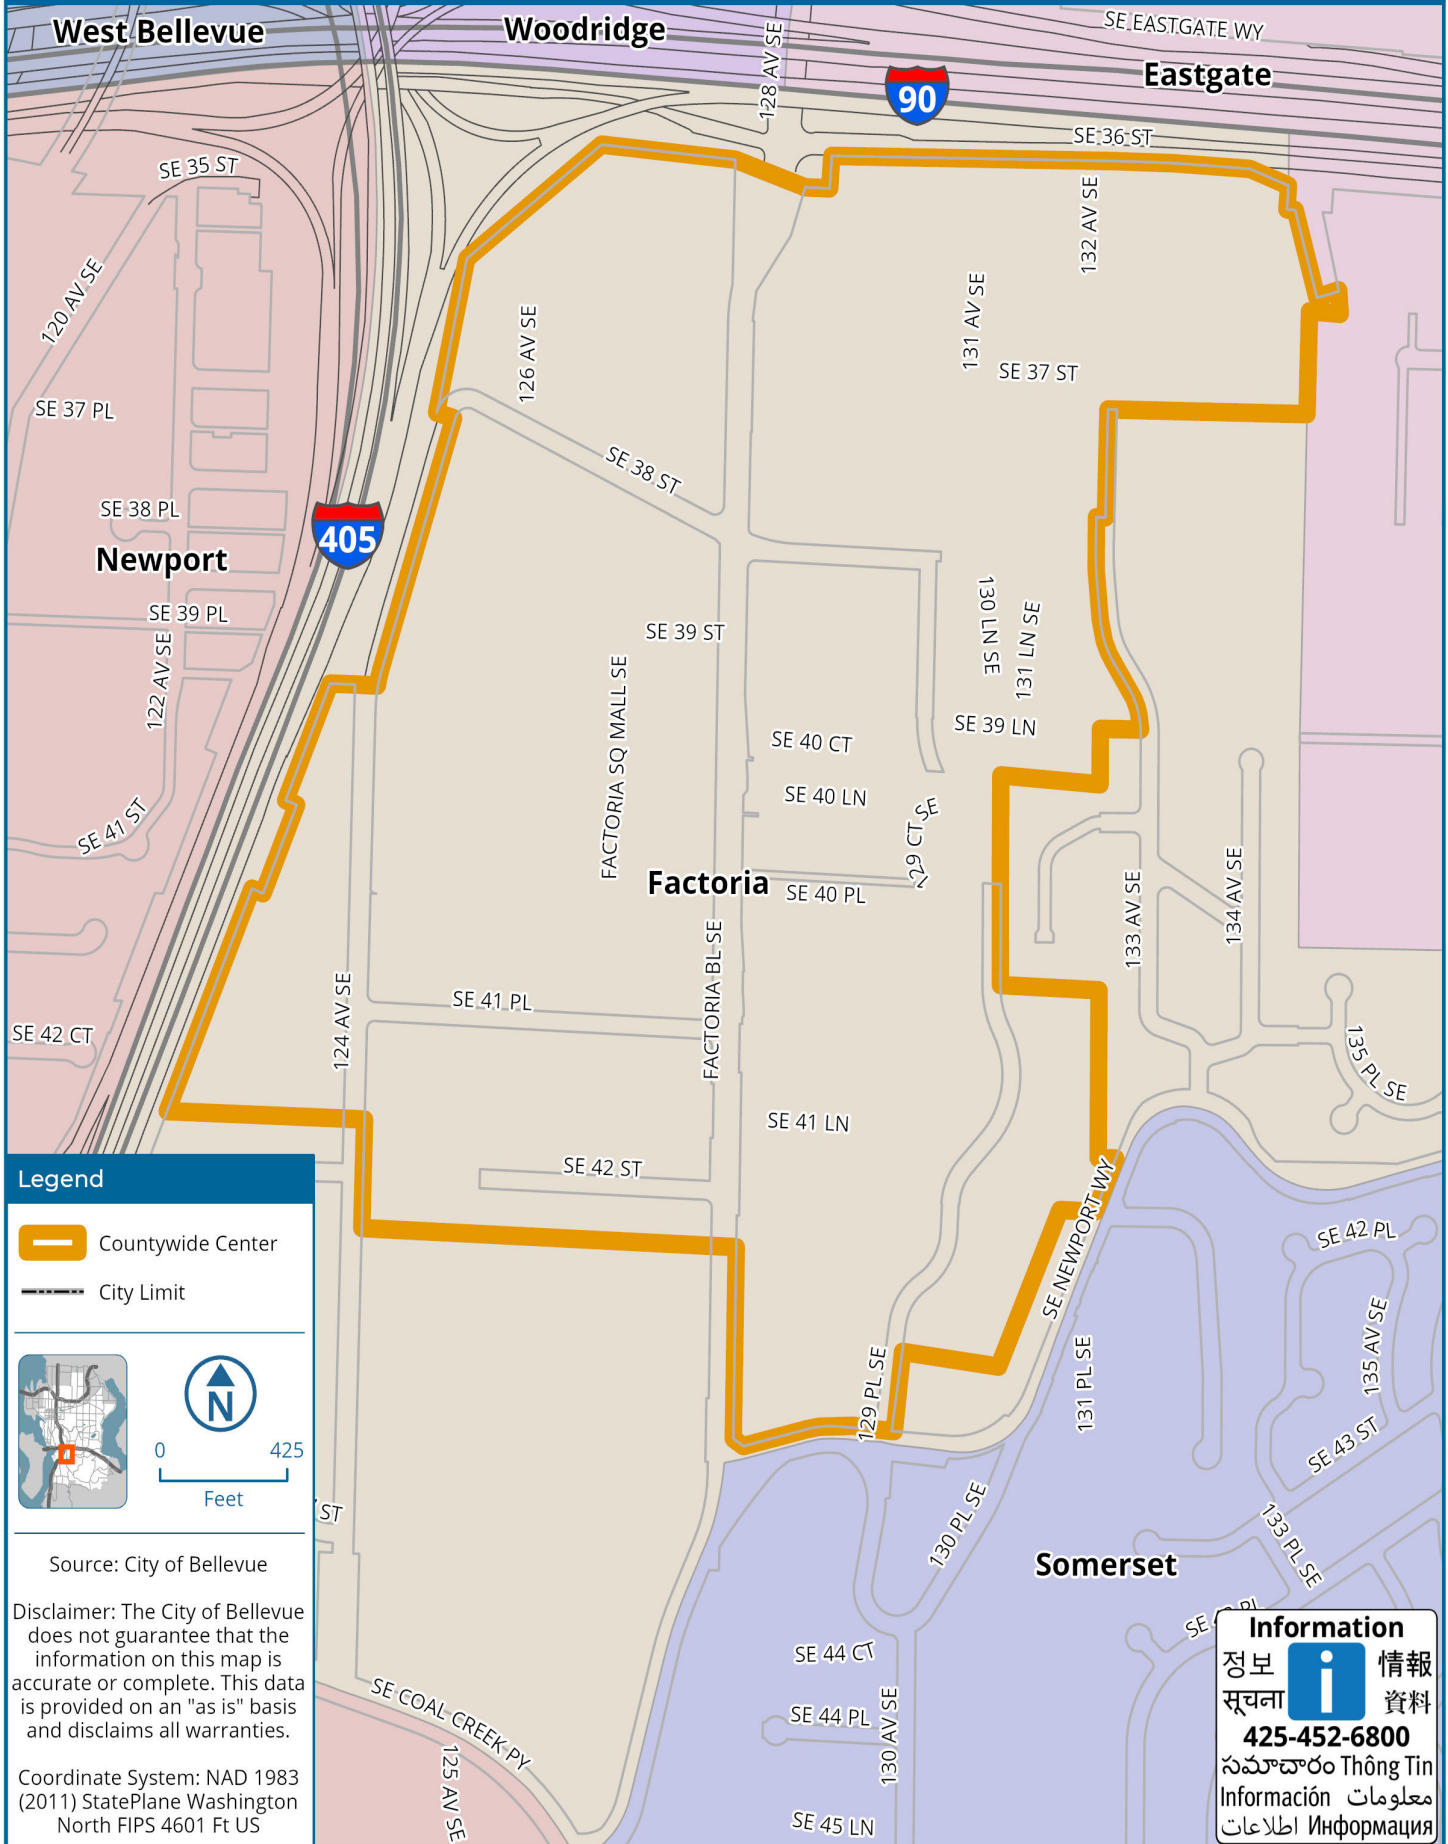 West Bellevue
Woodridge
128 AV SE
SE EASTGATE WY
Eastgate
90
SE 36 ST
SE 35 ST
132 AV SE
120 AV SE
126 AV SE
131 AV SE
SE 37 ST
SE 37 PL
SE 38 ST
SE 38 PL
405
Newport
SE 39 PL
122 AV SE
SE 39 ST
130 LN SE
131 LN SE
FACTORIA SQ MALL SE
SE 39 LN
SE 40 CT
SE 40 LN
SE 41 ST
129 CT SE
Factoria
SE 40 PL
133 AV SE
134 AV SE
FACTORIA BL SE
124 AV SE
SE 41 PL
SE 42 CT
135 PL SE
SE 41 LN
SE 42 ST
SE NEWPORT WY
SE 42 PL
135 AV SE
131 PL SE
129 PL SE
SE 43 ST
130 PL SE
133 PL SE
Somerset
ST
SE 44 CT
SE 44 PL
130 AV SE
SE COAL CREEK PY
125 AV SE
SE 45 LN
Legend
Countywide Center
City Limit
N
0 425
Feet
Source: City of Bellevue
Disclaimer: The City of Bellevue
does not guarantee that the
information on this map is
accurate or complete. This data
is provided on an "as is" basis
and disclaims all warranties.
Coordinate System: NAD 1983
(2011) StatePlane Washington
North FIPS 4601 Ft US
Information
정보 i 情報
सूचना 資料
425-452-6800
సమాచారం Thông Tin
Información معلومات
اطلاعات Информация